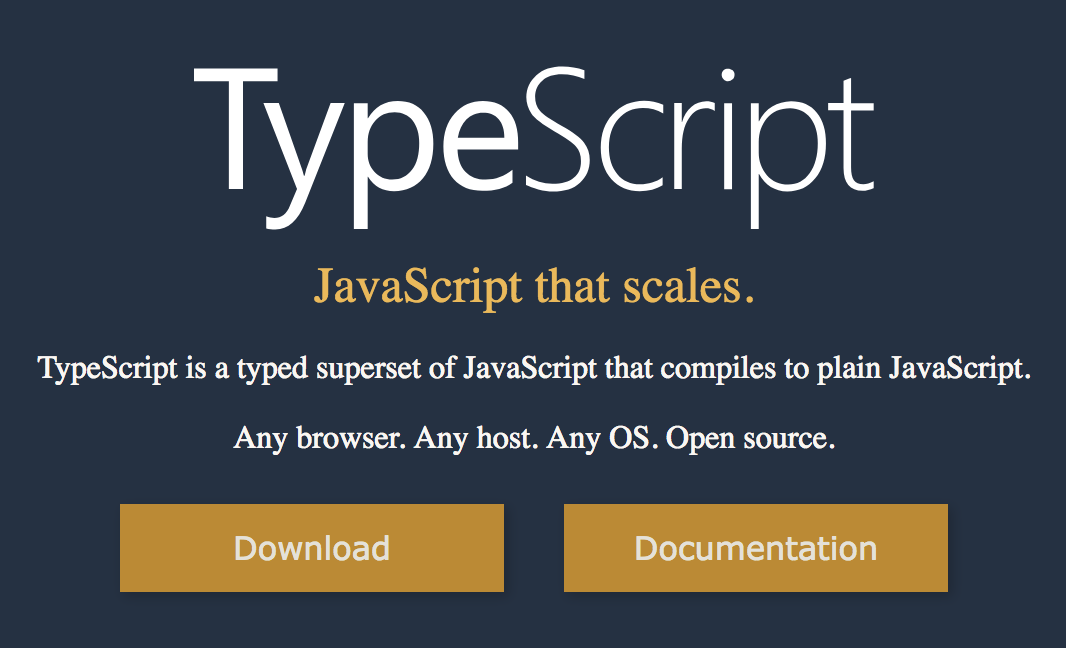 TypeScript
JavaScript that scales.
TypeScript is a typed superset of JavaScript that compiles to plain JavaScript.
Any browser. Any host. Any OS. Open source.
Download
Documentation